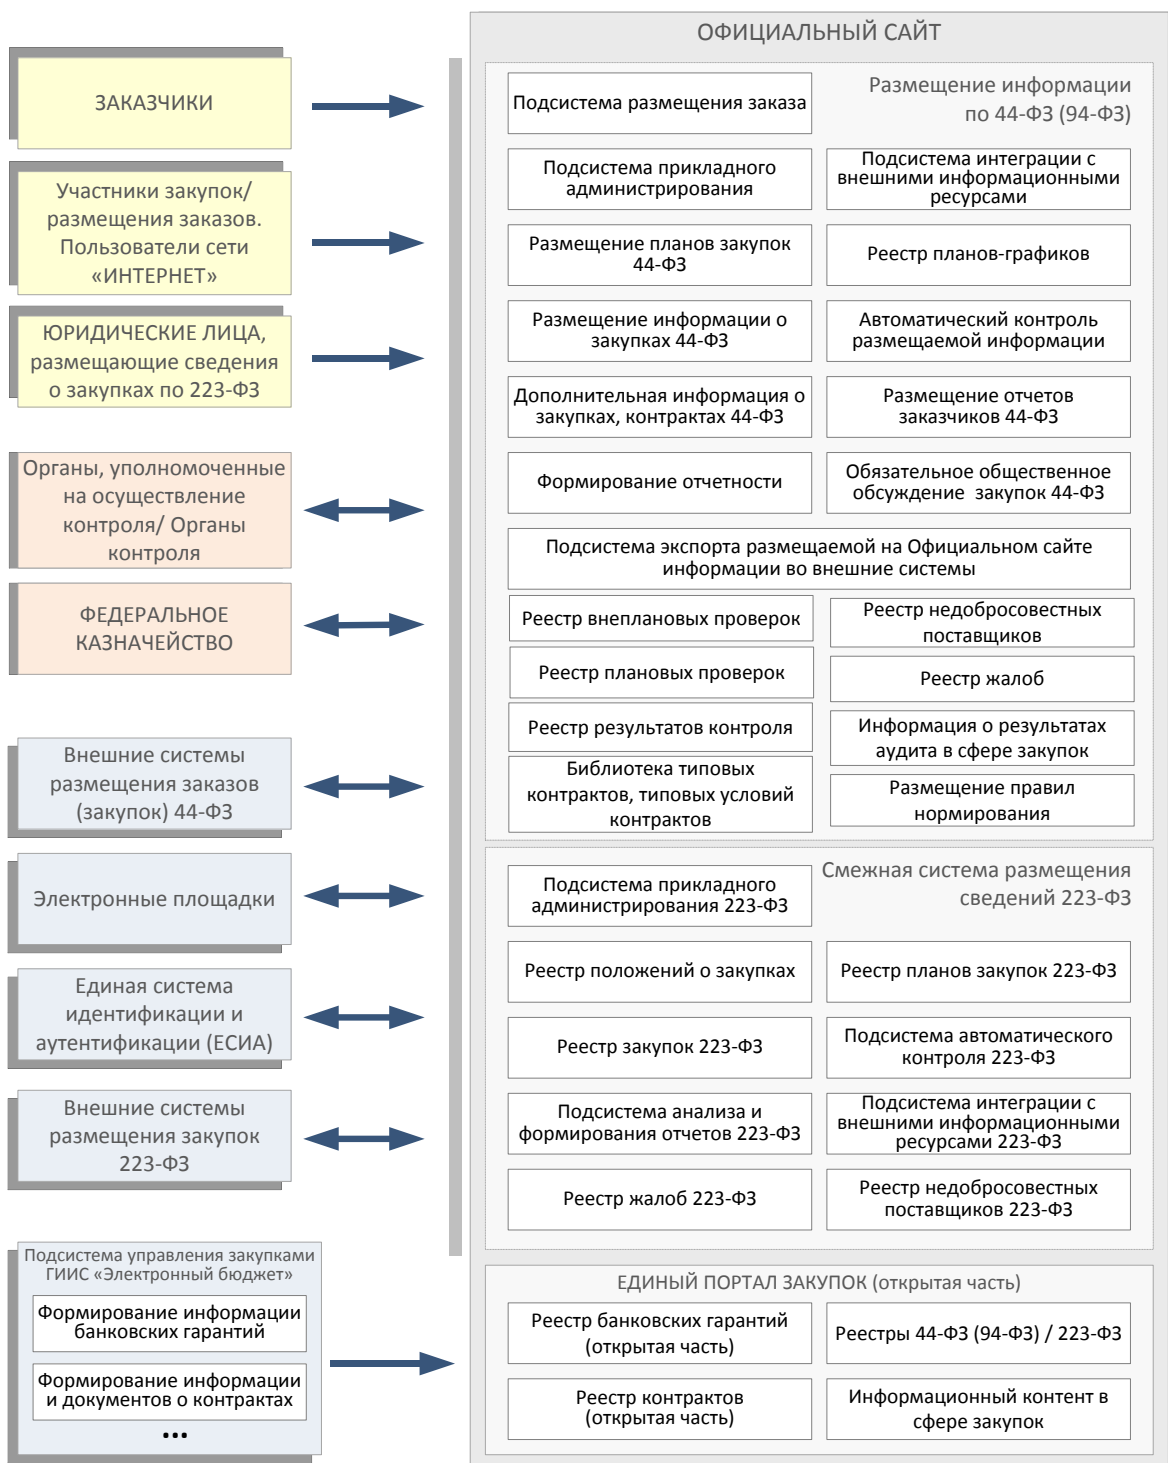 ЗАКАЗЧИКИ
Участники закупок/
размещения заказов.
Пользователи сети
«ИНТЕРНЕТ»
ЮРИДИЧЕСКИЕ ЛИЦА,
размещающие сведения
о закупках по 223-ФЗ
Органы, уполномоченные
на осуществление
контроля/ Органы
контроля
ФЕДЕРАЛЬНОЕ
КАЗНАЧЕЙСТВО
Внешние системы
размещения заказов
(закупок) 44-ФЗ
Электронные площадки
Единая система
идентификации и
аутентификации (ЕСИА)
Внешние системы
размещения закупок
223-ФЗ
Подсистема управления закупками
ГИИС «Электронный бюджет»
Формирование информации
банковских гарантий
Формирование информации
и документов о контрактах
...
ОФИЦИАЛЬНЫЙ САЙТ
Размещение информации
по 44-ФЗ (94-ФЗ)
Подсистема размещения заказа
Подсистема прикладного
администрирования
Подсистема интеграции с
внешними информационными
ресурсами
Размещение планов закупок
44-ФЗ
Реестр планов-графиков
Размещение информации о
закупках 44-ФЗ
Автоматический контроль
размещаемой информации
Дополнительная информация о
закупках, контрактах 44-ФЗ
Размещение отчетов
заказчиков 44-ФЗ
Формирование отчетности
Обязательное общественное
обсуждение закупок 44-ФЗ
Подсистема экспорта размещаемой на Официальном сайте
информации во внешние системы
Реестр внеплановых проверок
Реестр недобросовестных
поставщиков
Реестр плановых проверок
Реестр жалоб
Реестр результатов контроля
Информация о результатах
аудита в сфере закупок
Библиотека типовых
контрактов, типовых условий
контрактов
Размещение правил
нормирования
Смежная система размещения
сведений 223-ФЗ
Подсистема прикладного
администрирования 223-ФЗ
Реестр положений о закупках
Реестр планов закупок 223-ФЗ
Реестр закупок 223-ФЗ
Подсистема автоматического
контроля 223-ФЗ
Подсистема анализа и
формирования отчетов 223-ФЗ
Подсистема интеграции с
внешними информационными
ресурсами 223-ФЗ
Реестр жалоб 223-ФЗ
Реестр недобросовестных
поставщиков 223-ФЗ
ЕДИНЫЙ ПОРТАЛ ЗАКУПОК (открытая часть)
Реестр банковских гарантий
(открытая часть)
Реестры 44-ФЗ (94-ФЗ) / 223-ФЗ
Реестр контрактов
(открытая часть)
Информационный контент в
сфере закупок